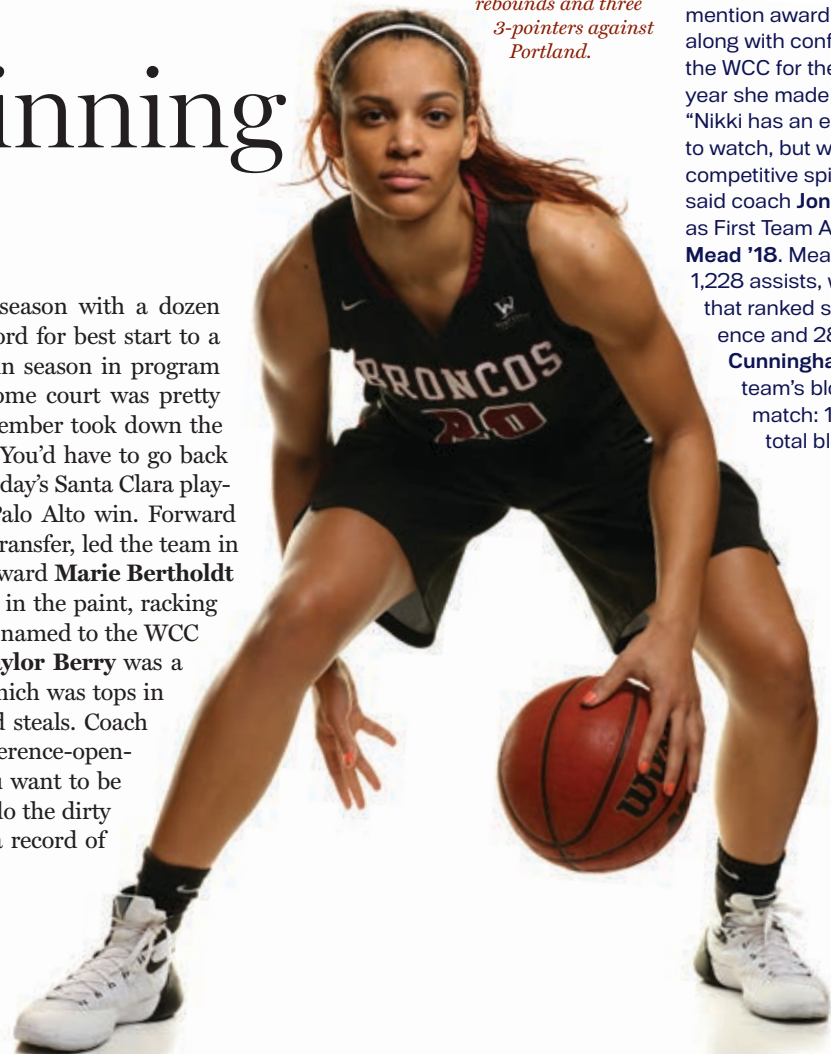 rebounds and three
3-pointers against
Portland.
inning
season with a dozen
ord for best start to a
n season in program
ome court was pretty
ember took down the
You’d have to go back
day’s Santa Clara play-
Palo Alto win. Forward
ransfer, led the team in
ward Marie Bertholdt
in the paint, racking
named to the WCC
ylor Berry was a
hich was tops in
d steals. Coach
erence-open-
u want to be
do the dirty
a record of
mention award
along with conf
the WCC for the
year she made
“Nikki has an e
to watch, but w
competitive spi
said coach Jon
as First Team A
Mead ’18. Mea
1,228 assists, w
that ranked s
ence and 28
Cunningha
team’s blo
match: 1
total bl
W
BRONCOS
20